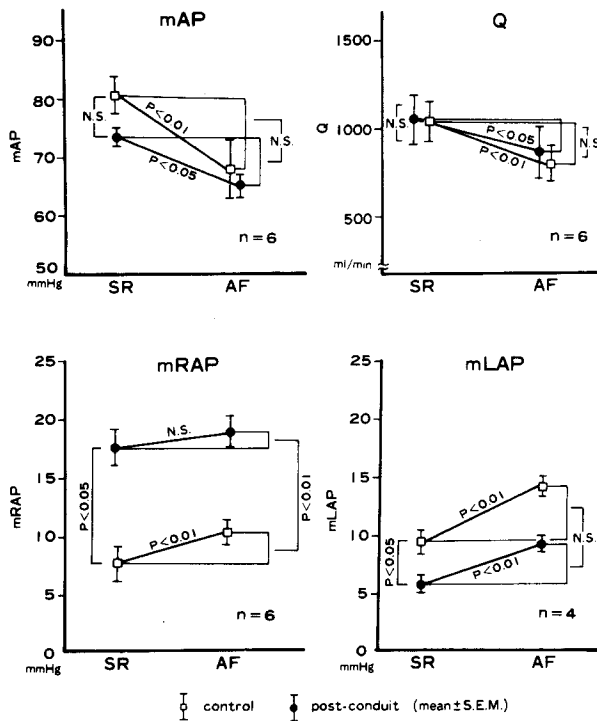 mAP
90
80
70
60
50
mmHg
mAP
N.S.
P<0.01
P<0.05
N.S.
n=6
SR
AF
Q
1500
1000
500
ml/min
Q
N.S.
P<0.05
P<0.01
N.S.
n=6
SR
AF
mRAP
25
20
15
10
5
0
mmHg
mRAP
P<0.05
N.S.
P<0.01
P<0.01
n=6
SR
AF
mLAP
25
20
15
10
5
0
mmHg
mLAP
P<0.05
P<0.01
P<0.01
N.S.
n=4
SR
AF
control post-conduit (mean±S.E.M.)